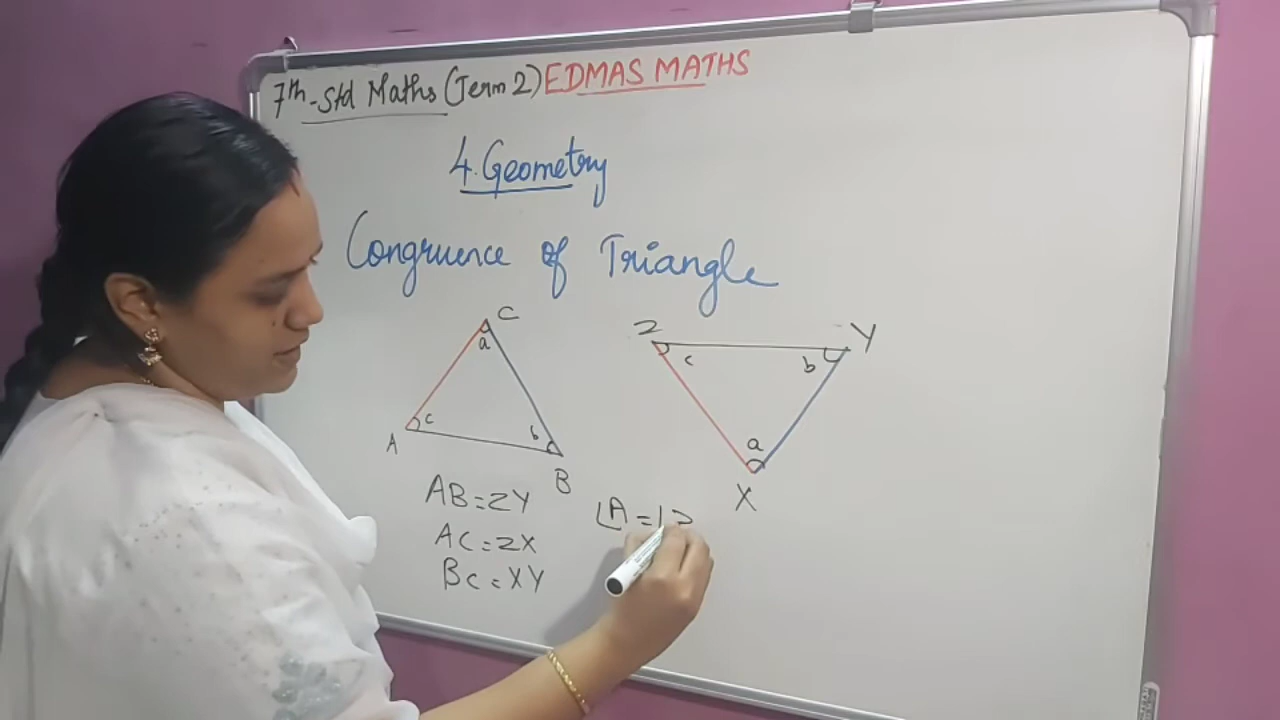 7th-Std Maths (Term 2) EDMAS MATHS
4. Geometry
Congruence of Triangle
C
a
A
c
b
B
Z
Y
c
b
a
X
AB=ZY
AC=ZX
BC=XY
∠A=